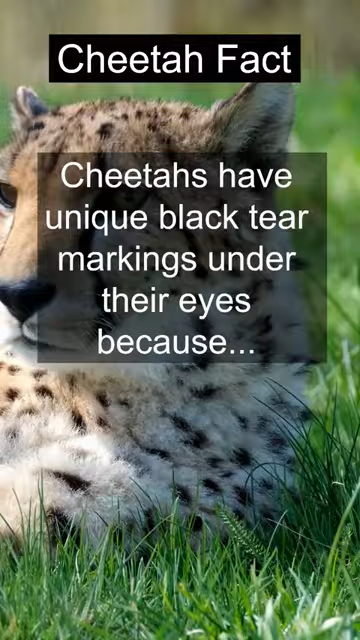 Cheetah Fact
Cheetahs have
unique black tear
markings under
their eyes
because...